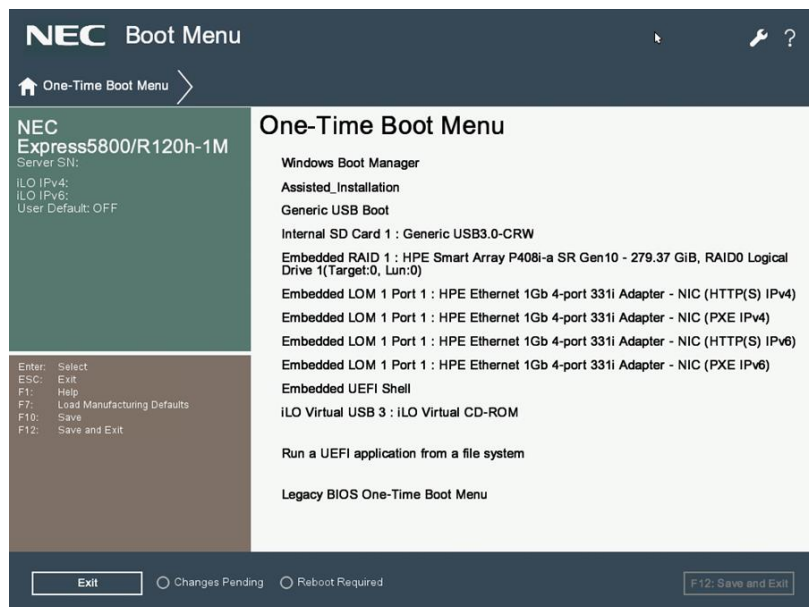 NEC Boot Menu
?
One-Time Boot Menu
NEC
Express5800/R120h-1M
Server SN:
iLO IPv4:
iLO IPv6:
User Default: OFF
Enter: Select
ESC: Exit
F1: Help
F7: Load Manufacturing Defaults
F10: Save
F12: Save and Exit
One-Time Boot Menu
Windows Boot Manager
Assisted_Installation
Generic USB Boot
Internal SD Card 1 : Generic USB3.0-CRW
Embedded RAID 1 : HPE Smart Array P408i-a SR Gen10 - 279.37 GiB, RAID0 Logical
Drive 1(Target:0, Lun:0)
Embedded LOM 1 Port 1 : HPE Ethernet 1Gb 4-port 331i Adapter - NIC (HTTP(S) IPv4)
Embedded LOM 1 Port 1 : HPE Ethernet 1Gb 4-port 331i Adapter - NIC (PXE IPv4)
Embedded LOM 1 Port 1 : HPE Ethernet 1Gb 4-port 331i Adapter - NIC (HTTP(S) IPv6)
Embedded LOM 1 Port 1 : HPE Ethernet 1Gb 4-port 331i Adapter - NIC (PXE IPv6)
Embedded UEFI Shell
iLO Virtual USB 3 : iLO Virtual CD-ROM
Run a UEFI application from a file system
Legacy BIOS One-Time Boot Menu
Exit
Changes Pending
Reboot Required
F12: Save and Exit